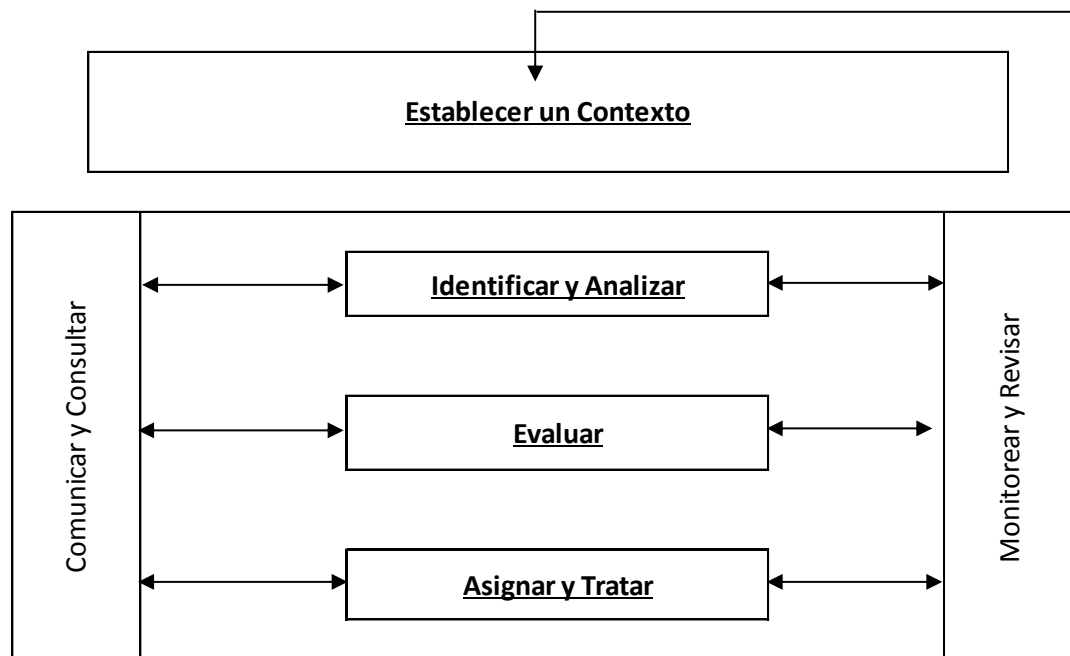 Establecer un Contexto
Comunicar y Consultar
Identificar y Analizar
Evaluar
Asignar y Tratar
Monitorear y Revisar